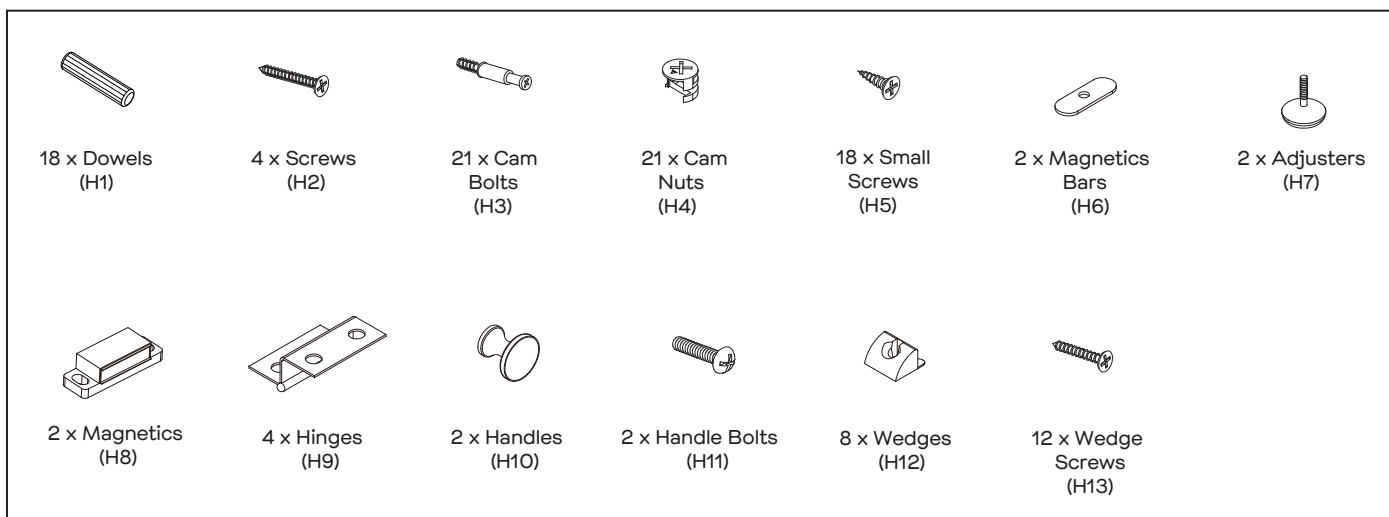 18 x Dowels
(H1)
4 x Screws
(H2)
21 x Cam
Bolts
(H3)
21 x Cam
Nuts
(H4)
18 x Small
Screws
(H5)
2 x Magnetics
Bars
(H6)
2 x Adjusters
(H7)
2 x Magnetics
(H8)
4 x Hinges
(H9)
2 x Handles
(H10)
2 x Handle Bolts
(H11)
8 x Wedges
(H12)
12 x Wedge
Screws
(H13)